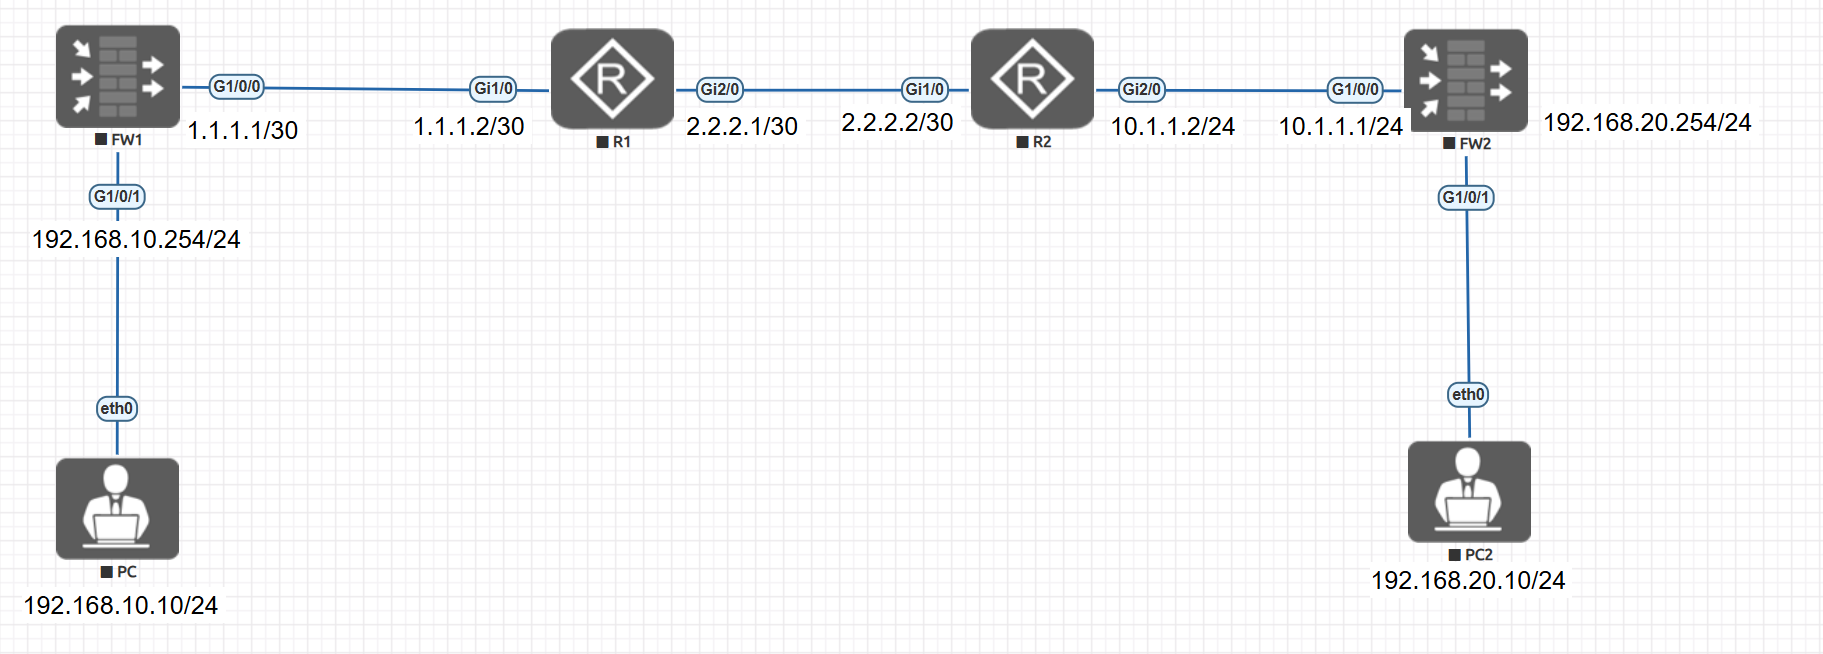 G1/0/0
Gi1/0
R
Gi2/0
Gi1/0
R
Gi2/0
G1/0/0
FW1
1.1.1.1/30
1.1.1.2/30
R1
2.2.2.1/30
2.2.2.2/30
R2
10.1.1.2/24
10.1.1.1/24
FW2
192.168.20.254/24
G1/0/1
G1/0/1
192.168.10.254/24
eth0
eth0
PC
PC2
192.168.10.10/24
192.168.20.10/24